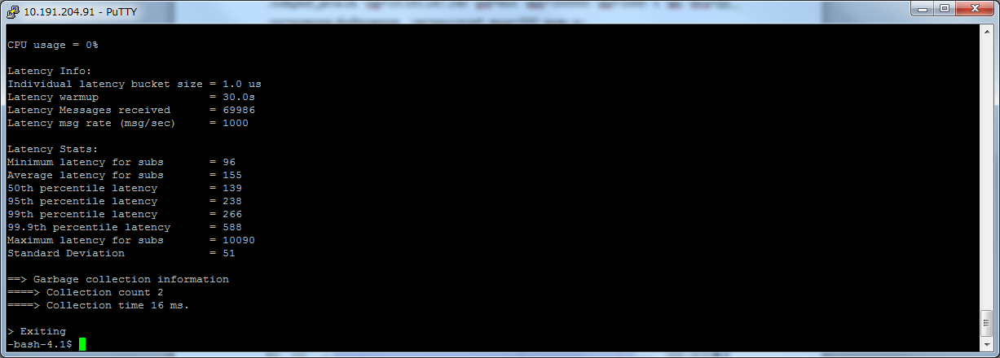 10.191.204.91 - PuTTY
CPU usage = 0%
Latency Info:
Individual latency bucket size = 1.0 us
Latency warmup = 30.0s
Latency Messages received = 69986
Latency msg rate (msg/sec) = 1000
Latency Stats:
Minimum latency for subs = 96
Average latency for subs = 155
50th percentile latency = 139
95th percentile latency = 238
99th percentile latency = 266
99.9th percentile latency = 588
Maximum latency for subs = 10090
Standard Deviation = 51
==> Garbage collection information
====> Collection count 2
====> Collection time 16 ms.
> Exiting
-bash-4.1$